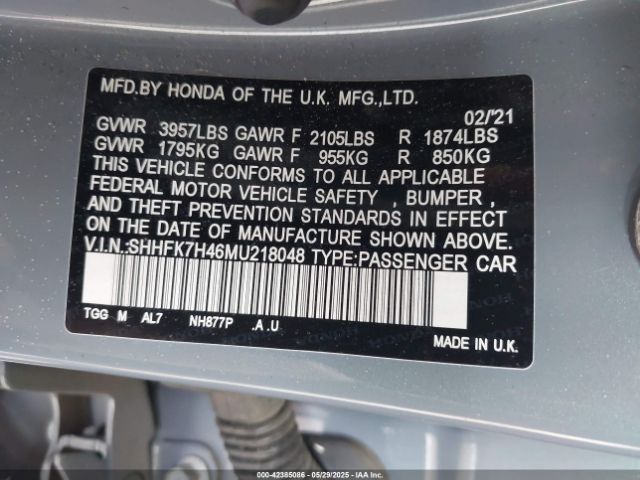 MFD.BY HONDA OF THE U.K. MFG.,LTD.
02/'21
GVWR 3957LBS GAWR F 2105LBS R 1874LBS
GVWR 1795KG GAWR F 955KG R 850KG
THIS VEHICLE CONFORMS TO ALL APPLICABLE
FEDERAL MOTOR VEHICLE SAFETY , BUMPER ,
AND THEFT PREVENTION STANDARDS IN EFFECT
ON THE DATE OF MANUFACTURE SHOWN ABOVE.
V.I.N.:SHHFK7H46MU218048 TYPE:PASSENGER CAR
TGG M AL7 NH877P .A .U
HONDA HONDA
MADE IN U.K.
000-42385086 - 05/29/2025 - IAA Inc.